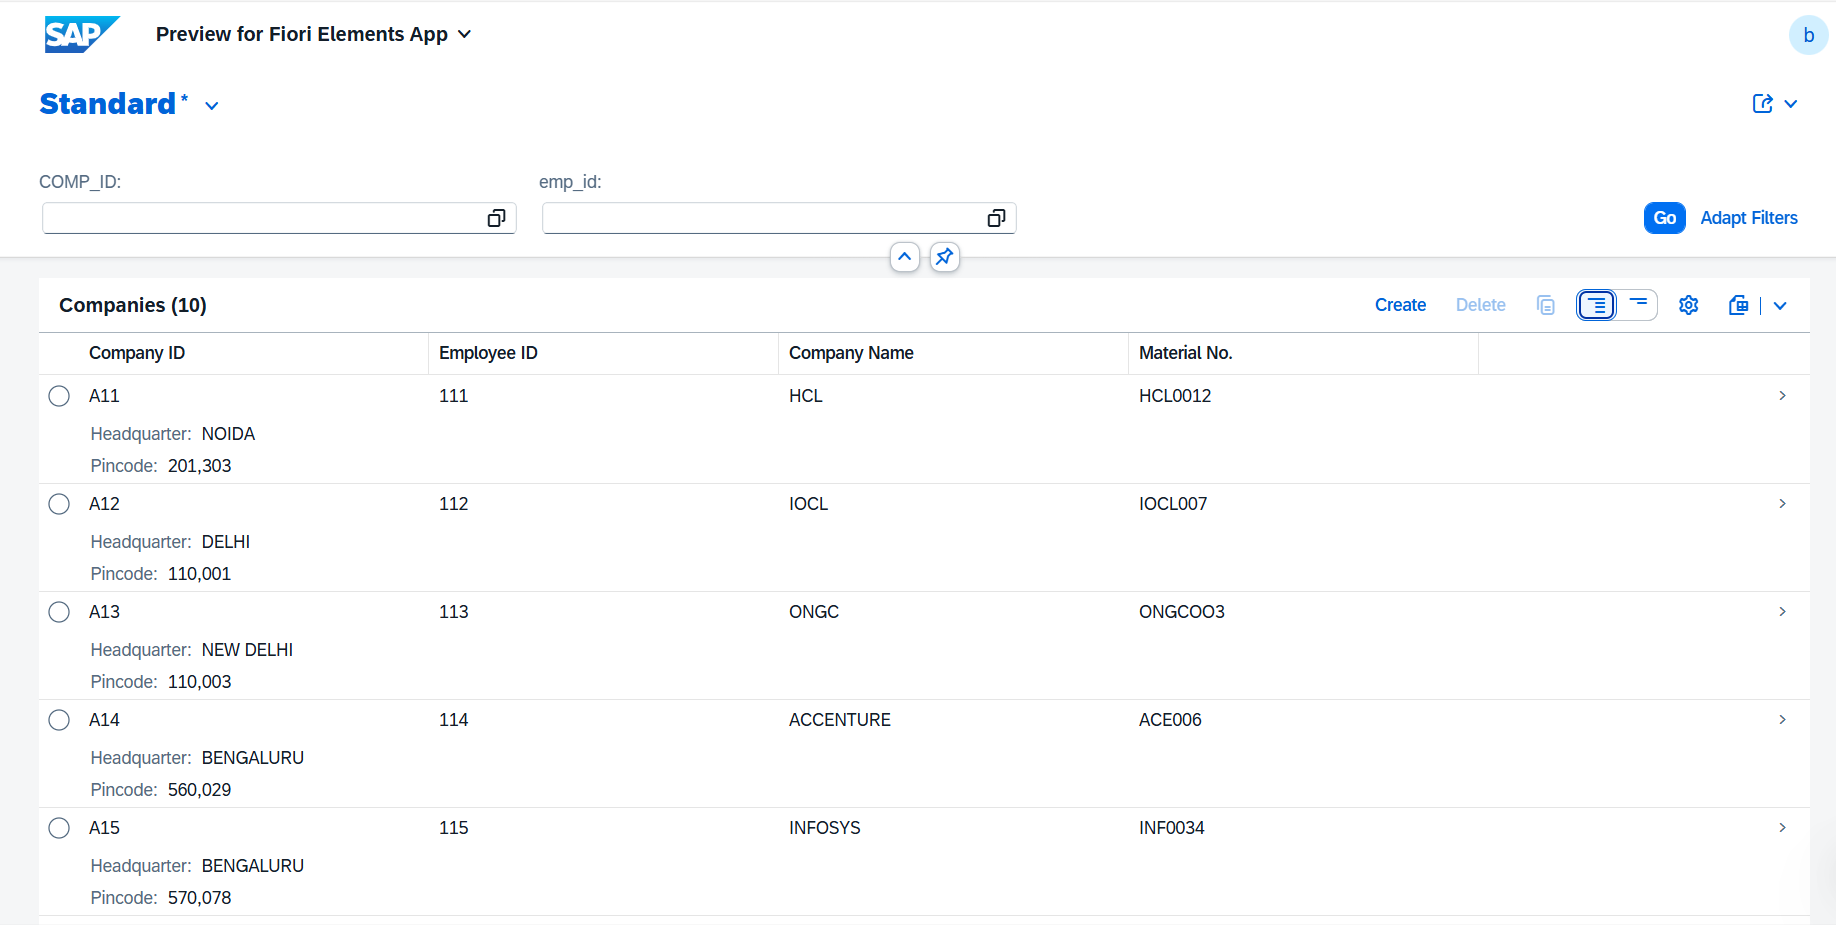 SAP Preview for Fiori Elements App b
Standard *
COMP_ID: emp_id:
Go Adapt Filters
Companies (10) Create Delete
Company ID Employee ID Company Name Material No.
A11 111 HCL HCL0012
Headquarter: NOIDA
Pincode: 201,303
A12 112 IOCL IOCL007
Headquarter: DELHI
Pincode: 110,001
A13 113 ONGC ONGCOO3
Headquarter: NEW DELHI
Pincode: 110,003
A14 114 ACCENTURE ACE006
Headquarter: BENGALURU
Pincode: 560,029
A15 115 INFOSYS INF0034
Headquarter: BENGALURU
Pincode: 570,078